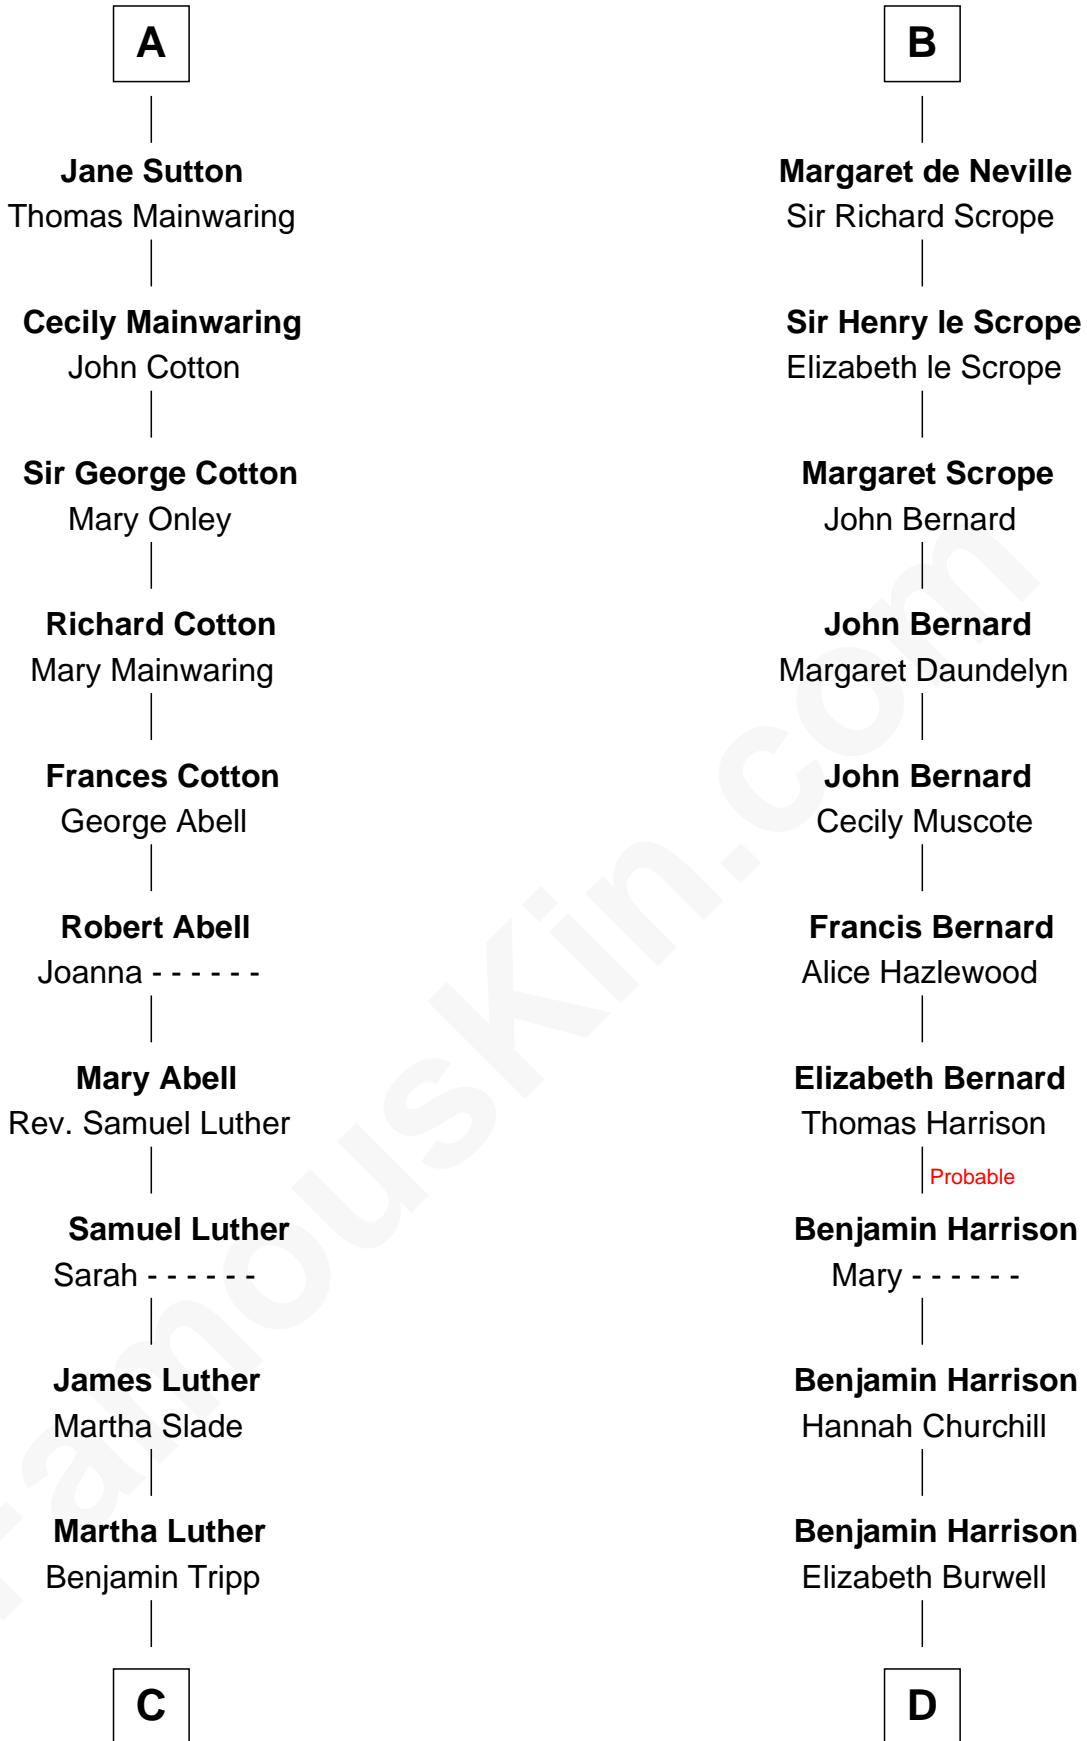 A
Jane Sutton
Thomas Mainwaring
Cecily Mainwaring
John Cotton
Sir George Cotton
Mary Onley
Richard Cotton
Mary Mainwaring
Frances Cotton
George Abell
Robert Abell
Joanna - - - - - -
Mary Abell
Rev. Samuel Luther
Samuel Luther
Sarah - - - - - -
James Luther
Martha Slade
Martha Luther
Benjamin Tripp
C
B
Margaret de Neville
Sir Richard Scrope
Sir Henry le Scrope
Elizabeth le Scrope
Margaret Scrope
John Bernard
John Bernard
Margaret Daundelyn
John Bernard
Cecily Muscote
Francis Bernard
Alice Hazlewood
Elizabeth Bernard
Thomas Harrison
Probable
Benjamin Harrison
Mary - - - - - -
Benjamin Harrison
Hannah Churchill
Benjamin Harrison
Elizabeth Burwell
D
FamousKin.com